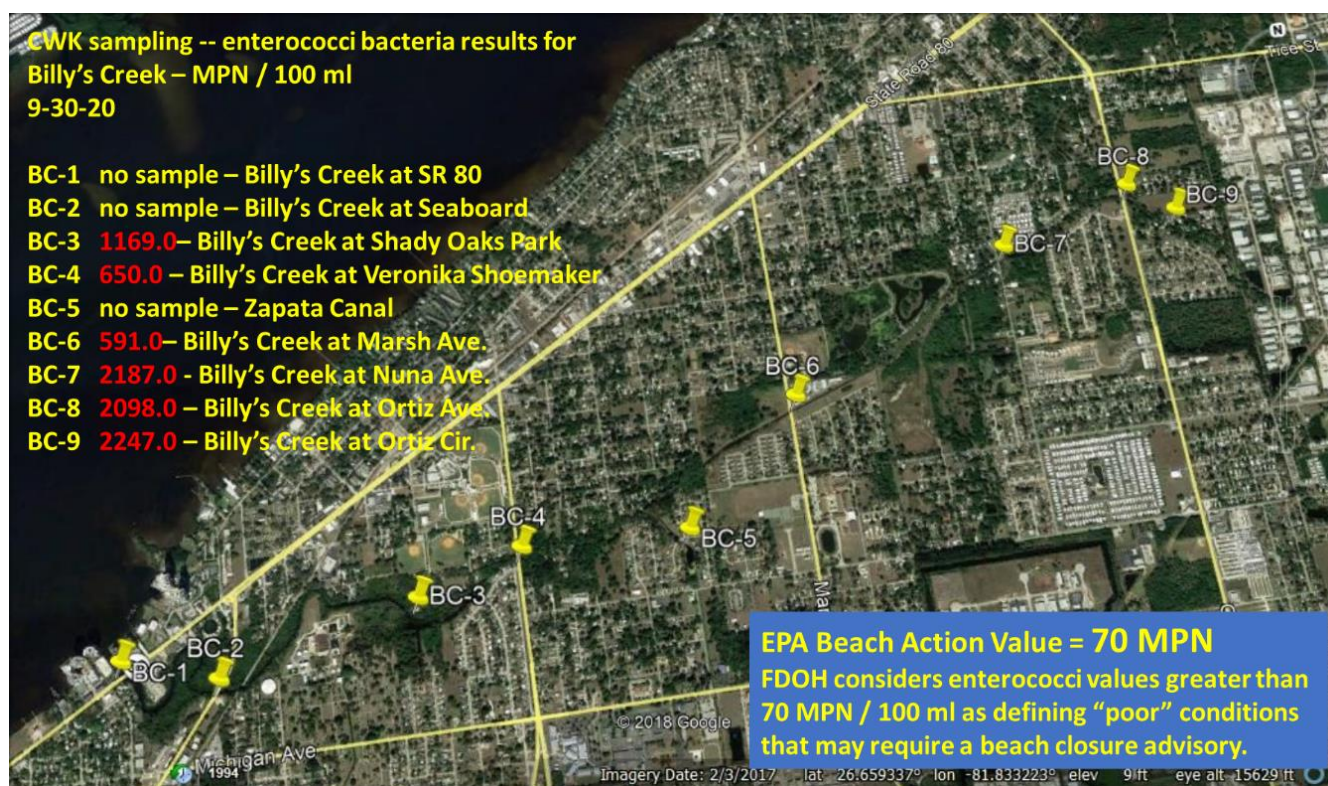 CWK sampling -- enterococci bacteria results for
Billy's Creek – MPN / 100 ml
9-30-20
BC-1 no sample – Billy's Creek at SR 80
BC-2 no sample – Billy's Creek at Seaboard
BC-3 1169.0– Billy's Creek at Shady Oaks Park
BC-4 650.0 – Billy's Creek at Veronika Shoemaker
BC-5 no sample – Zapata Canal
BC-6 591.0– Billy's Creek at Marsh Ave.
BC-7 2187.0 - Billy's Creek at Nuna Ave.
BC-8 2098.0 – Billy's Creek at Ortiz Ave.
BC-9 2247.0 – Billy's Creek at Ortiz Cir.
N
Tice St
State Road 80
BC-8
BC-9
BC-7
BC-6
BC-4
BC-5
BC-3
BC-2
BC-1
Michigan Ave
1994
© 2018 Google
EPA Beach Action Value = 70 MPN
FDOH considers enterococci values greater than
70 MPN / 100 ml as defining "poor" conditions
that may require a beach closure advisory.
Imagery Date: 2/3/2017 lat 26.659337° lon -81.833223° elev 9 ft eye alt 15629 ft